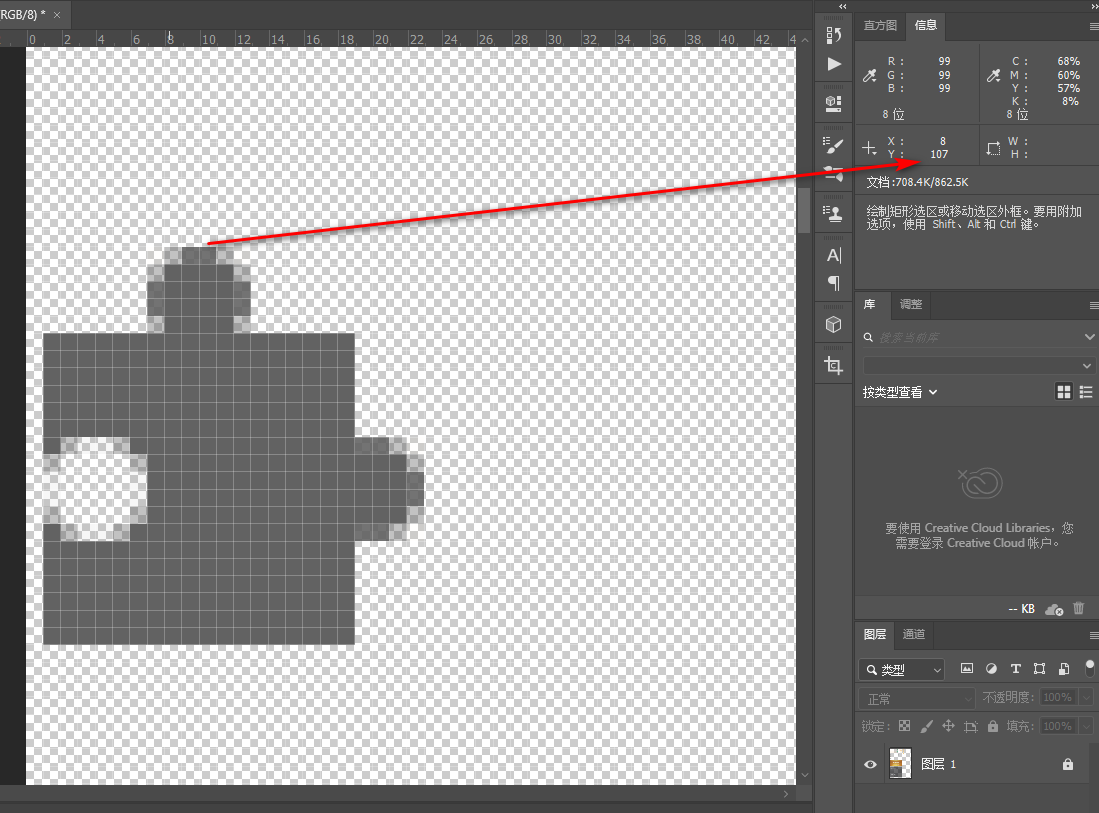 RGB/8) * ×
0 2 4 6 8 10 12 14 16 18 20 22 24 26 28 30 32 34 36 38 40 42 4
直方图 信息
R : 99 C : 68%
G : 99 M : 60%
B : 99 Y : 57%
K : 8%
8 位 8 位
X : 8 W :
Y : 107 H :
文档:708.4K/862.5K
绘制矩形选区或移动选区外框。要用附加
选项，使用 Shift、Alt 和 Ctrl 键。
A|
库 调整
搜索当前库
按类型查看
要使用 Creative Cloud Libraries，您
需要登录 Creative Cloud 帐户。
-- KB
图层 通道
类型
T
正常 不透明度: 100%
锁定: 填充: 100%
图层 1